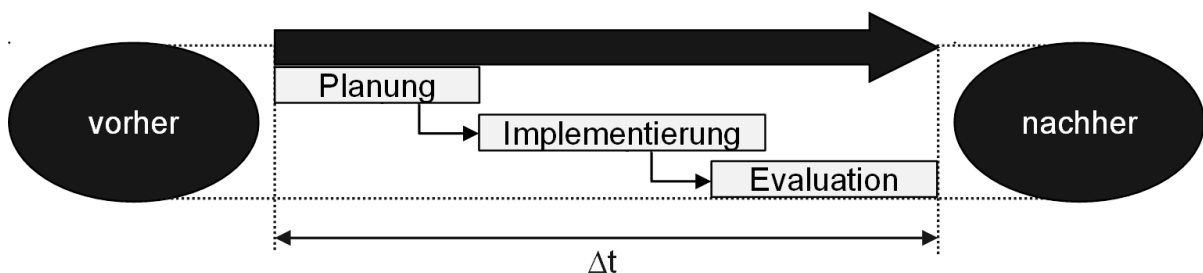 vorher
Planung
Implementierung
Evaluation
nachher
Δt